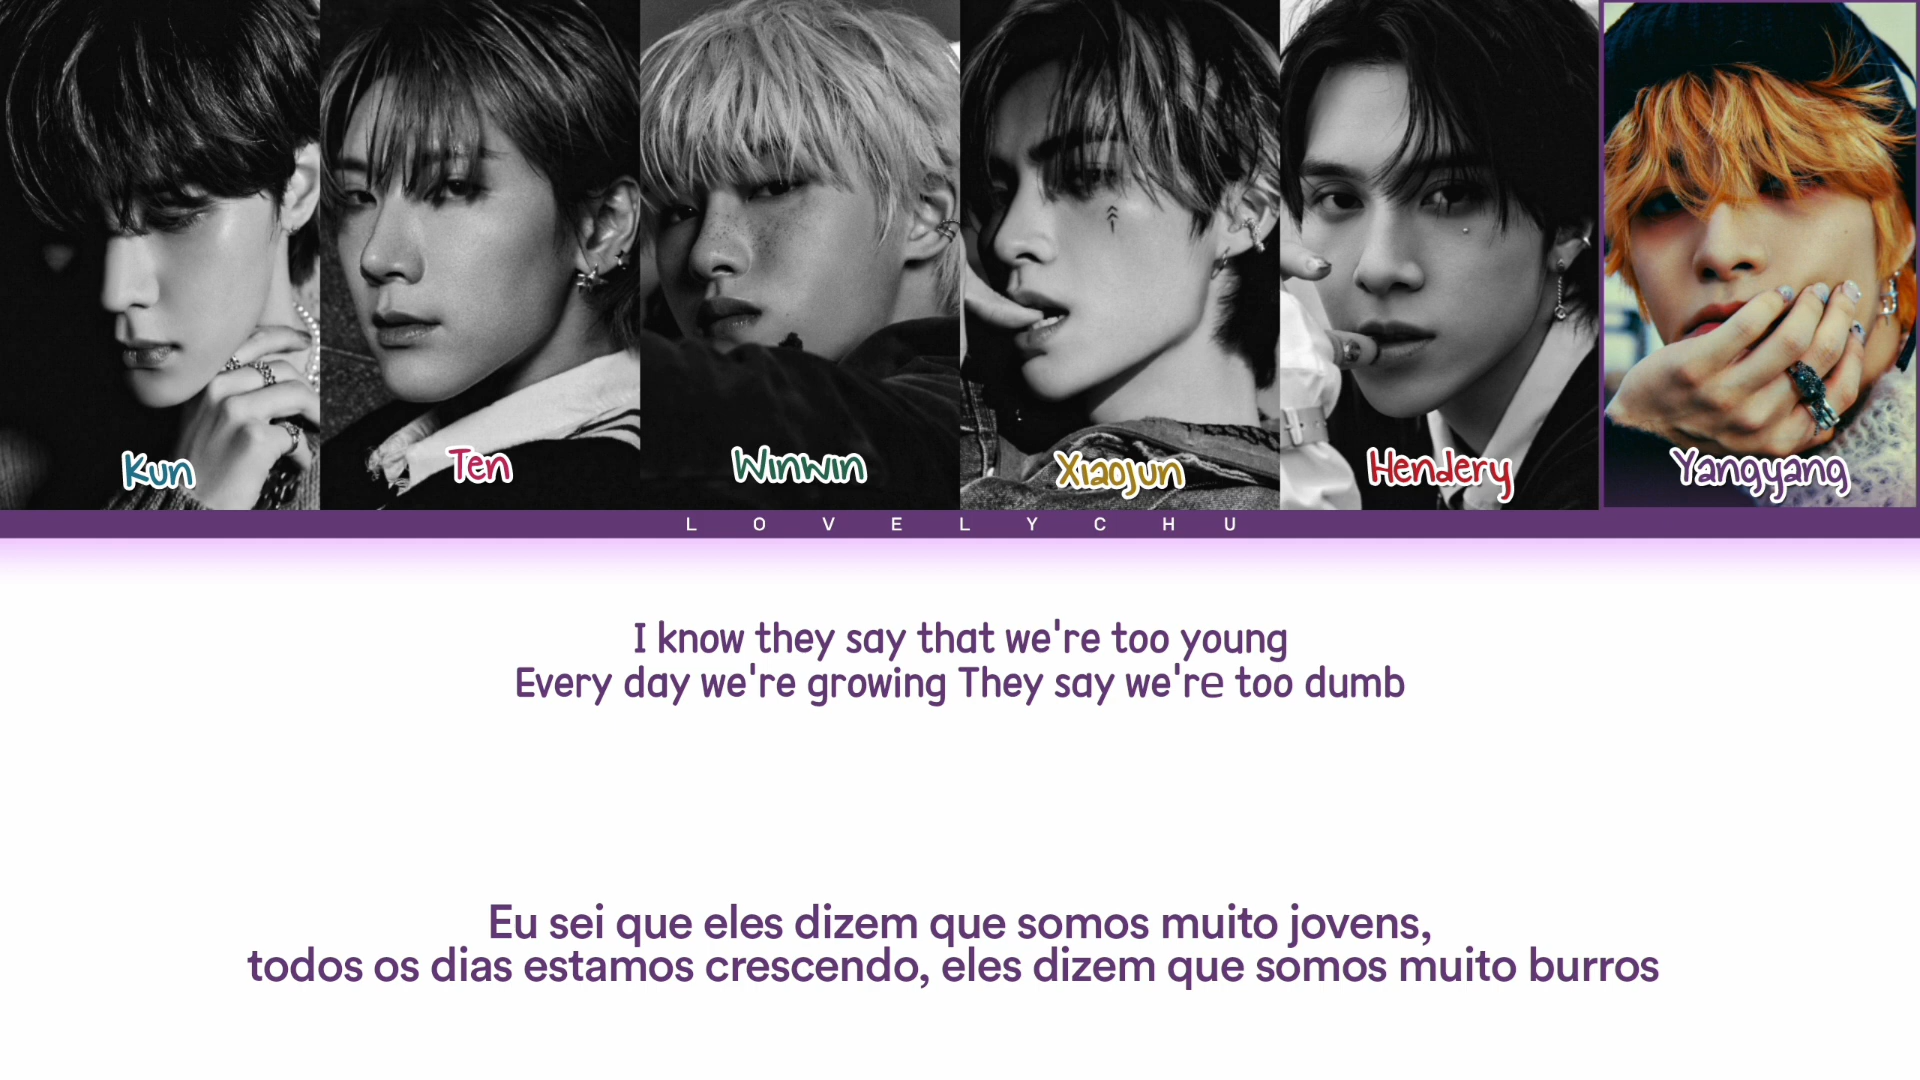 Kun
Ten
Winwin
Xiaojun
Hendery
Yangyang
LOVELYCHU
I know they say that we're too young
Every day we're growing They say we're too dumb
Eu sei que eles dizem que somos muito jovens,
todos os dias estamos crescendo, eles dizem que somos muito burros